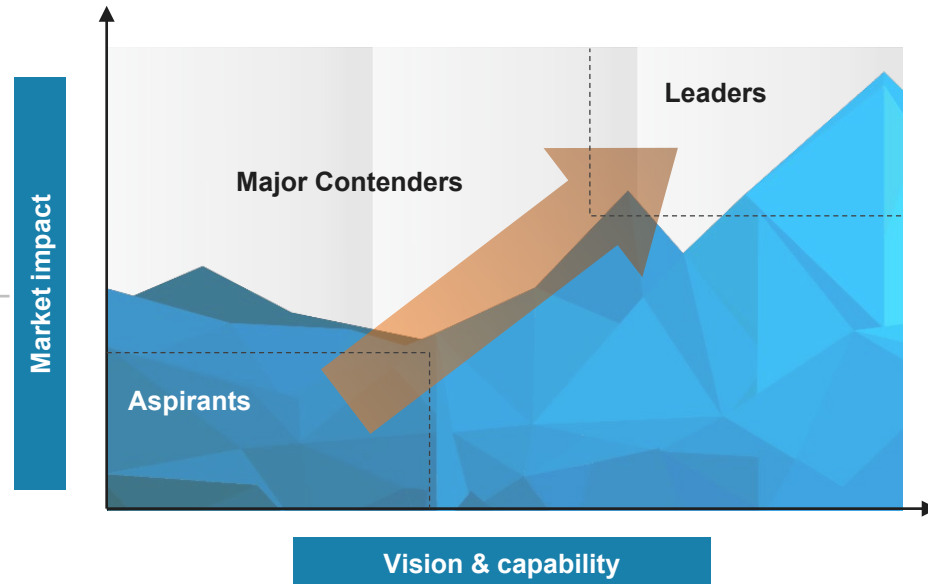 Leaders
Major Contenders
Market impact
Aspirants
Vision & capability